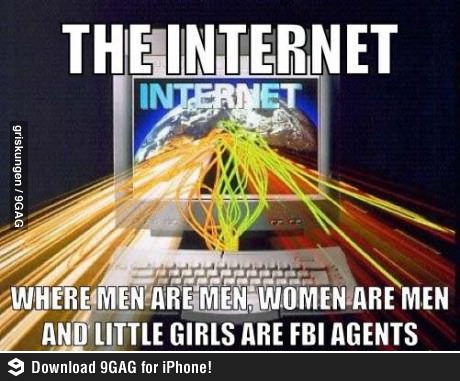 THE INTERNET
INTERNET
griskungen / 9GAG
WHERE MEN ARE MEN, WOMEN ARE MEN
AND LITTLE GIRLS ARE FBI AGENTS
Download 9GAG for iPhone!